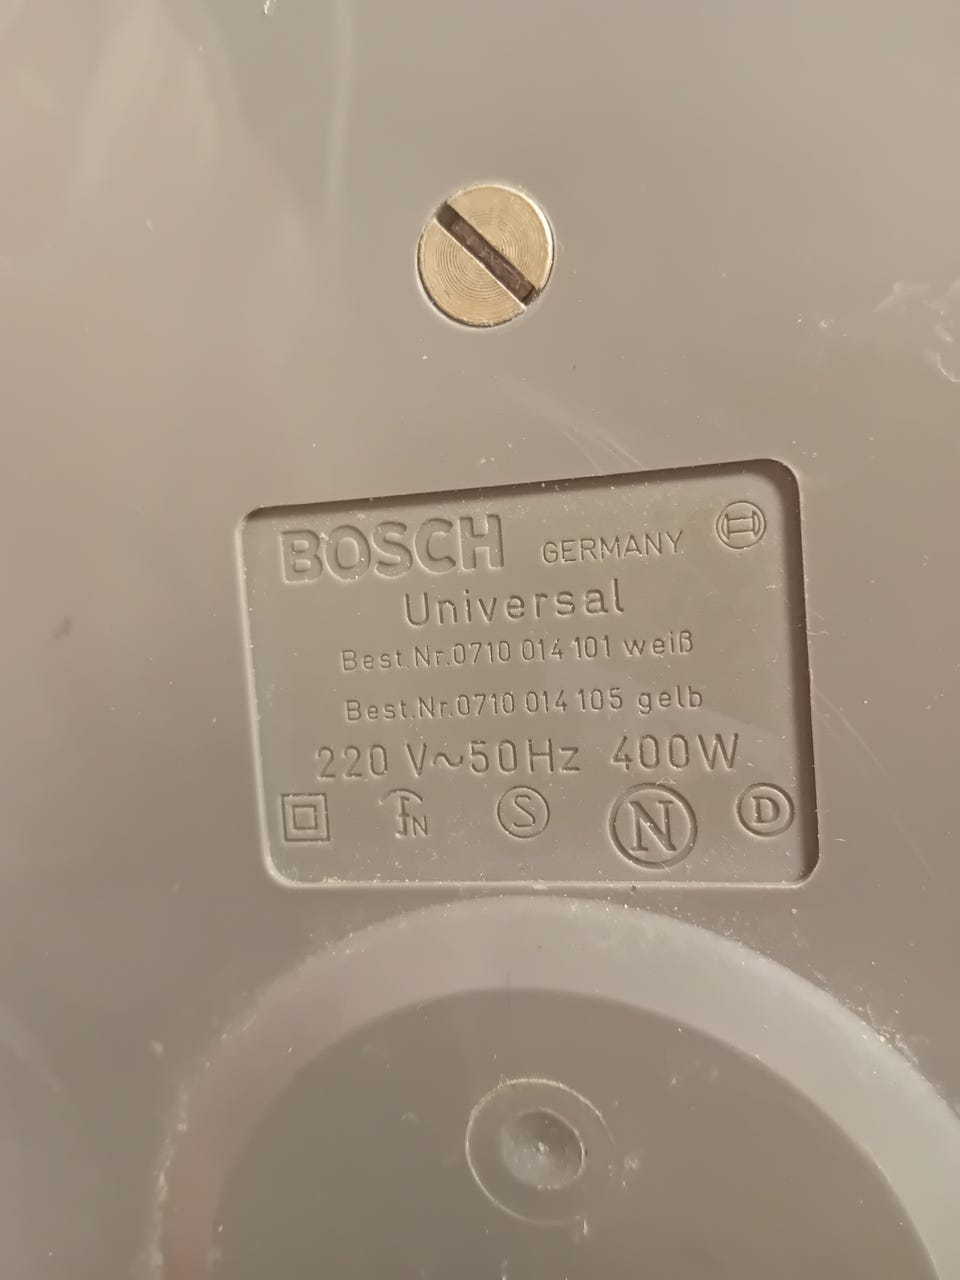 BOSCH GERMANY
Universal
Best.Nr.0710 014 101 weiß
Best.Nr.0710 014 105 gelb
220 V~50Hz 400W
S N D